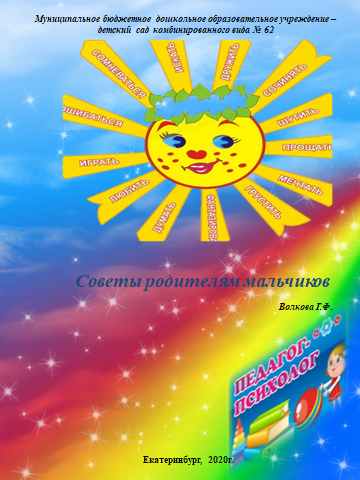 Муниципальное бюджетное дошкольное образовательное учреждение –
детский сад комбинированного вида № 62
СОМНЕВАТЬСЯ
ИСКАТЬ
ДРУЖИТЬ
СОЧИНЯТЬ
ШУТИТЬ
ПРОЩАТЬ
МЕЧТАТЬ
ГРУСТИТЬ
ДУМАТЬ
ЛЮБИТЬ
ИГРАТЬ
ШИБАТЬСЯ
Советы родителям мальчиков
Волкова Г.Ф.
ПЕДАГОГ-
ПСИХОЛОГ
Екатеринбург, 2020г.